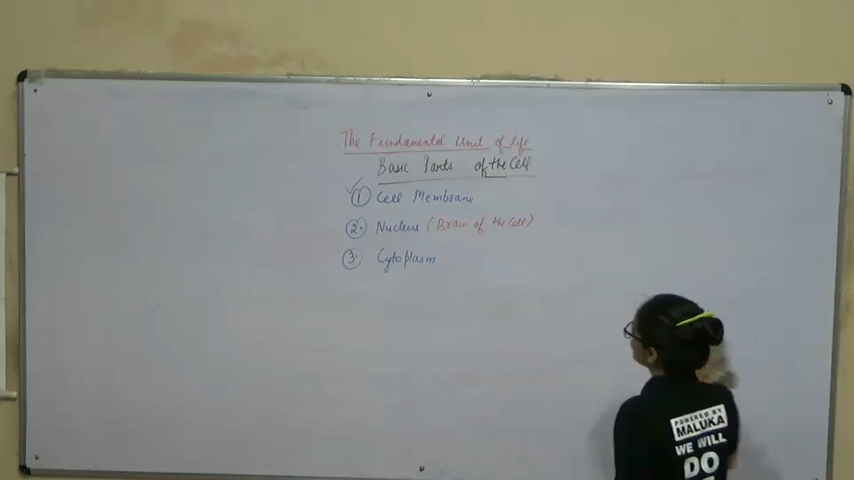 The Fundamental Unit of Life
Basic Parts of the Cell
✓① Cell Membrane
②. Nucleus (Brain of the Cell)
③. Cytoplasm
POWERED BY
MALUKA
WE WILL
DO